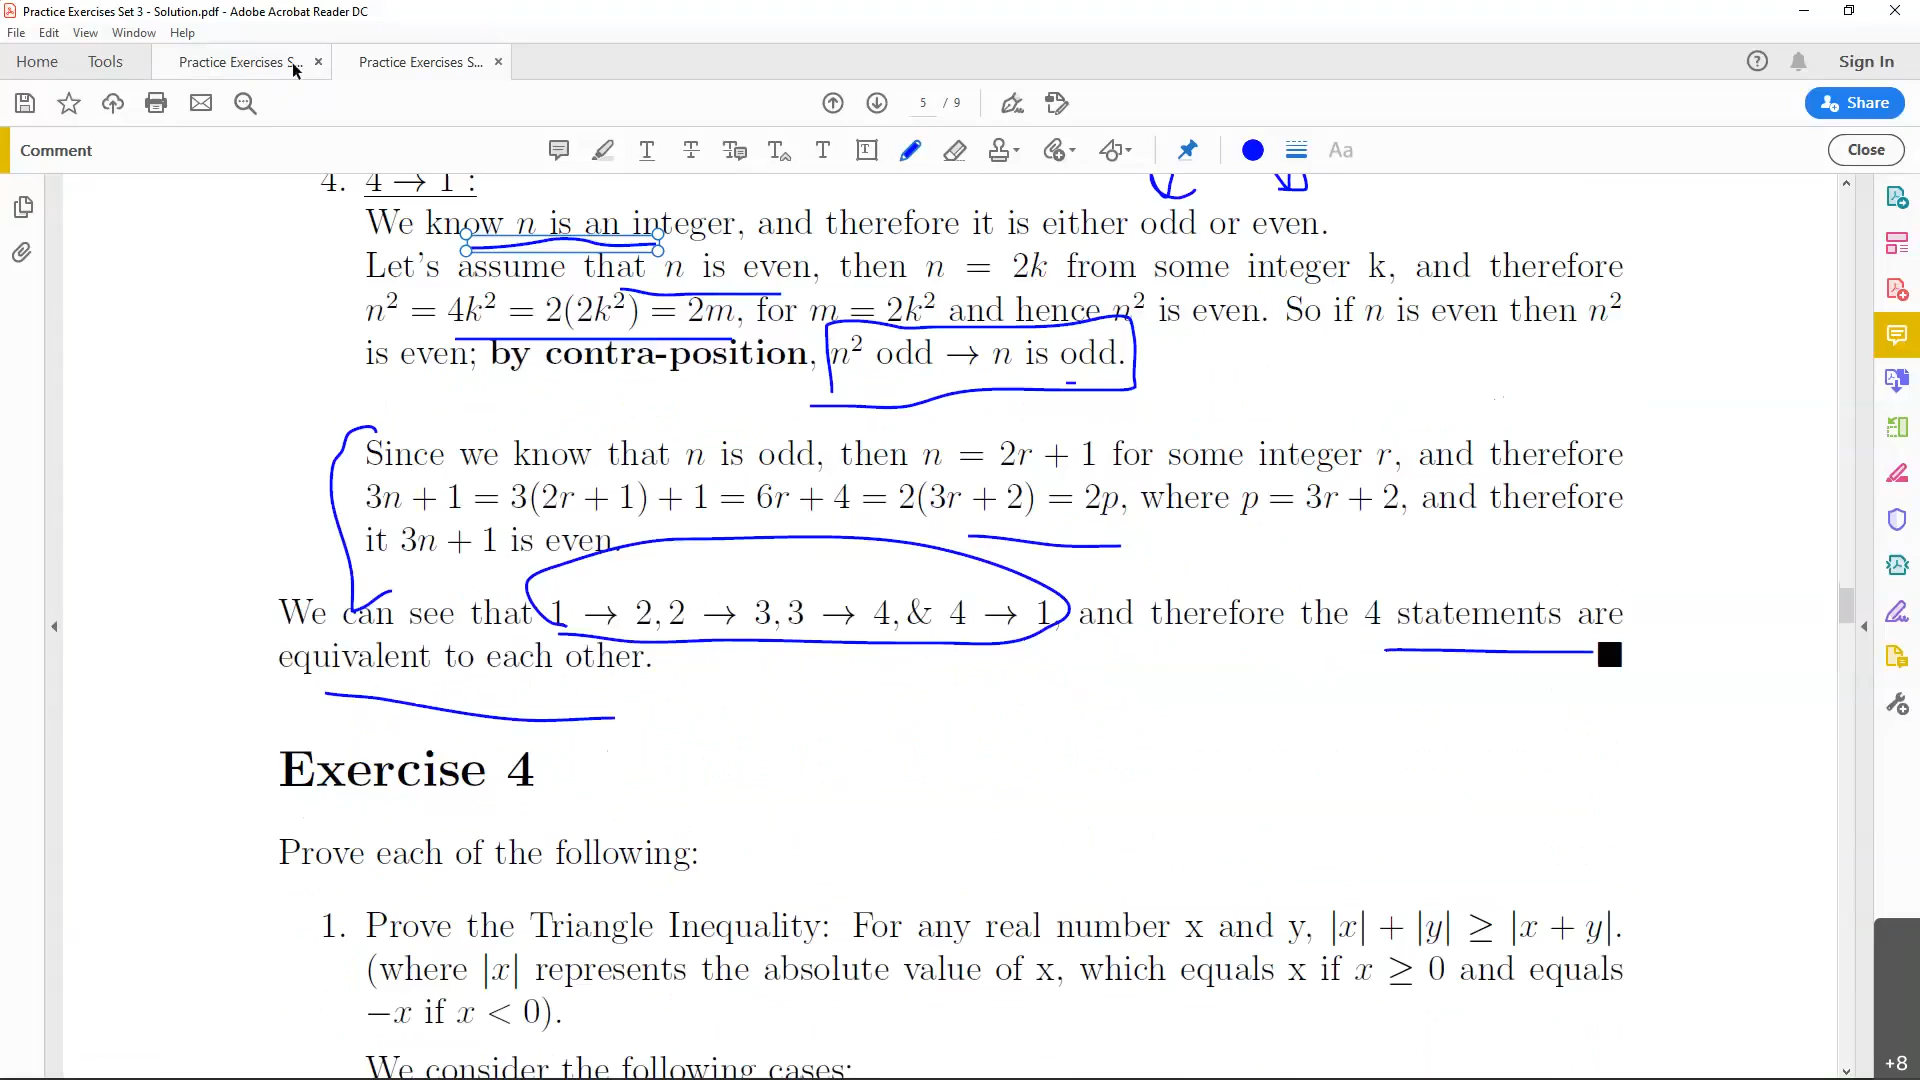 Practice Exercises Set 3 - Solution.pdf - Adobe Acrobat Reader DC
File Edit View Window Help
Home Tools Practice Exercises S... × Practice Exercises S... × Sign In
5 / 9 Share
Comment Aa Close
4. 4 → 1 :
We know n is an integer, and therefore it is either odd or even.
Let's assume that n is even, then n = 2k from some integer k, and therefore
n² = 4k² = 2(2k²) = 2m, for m = 2k² and hence n² is even. So if n is even then n²
is even; by contra-position, n² odd → n is odd.
Since we know that n is odd, then n = 2r + 1 for some integer r, and therefore
3n + 1 = 3(2r + 1) + 1 = 6r + 4 = 2(3r + 2) = 2p, where p = 3r + 2, and therefore
it 3n + 1 is even.
We can see that 1 → 2, 2 → 3, 3 → 4, & 4 → 1, and therefore the 4 statements are
equivalent to each other. ■
Exercise 4
Prove each of the following:
1. Prove the Triangle Inequality: For any real number x and y, |x| + |y| ≥ |x + y|.
(where |x| represents the absolute value of x, which equals x if x ≥ 0 and equals
−x if x < 0).
We consider the following cases:
+8